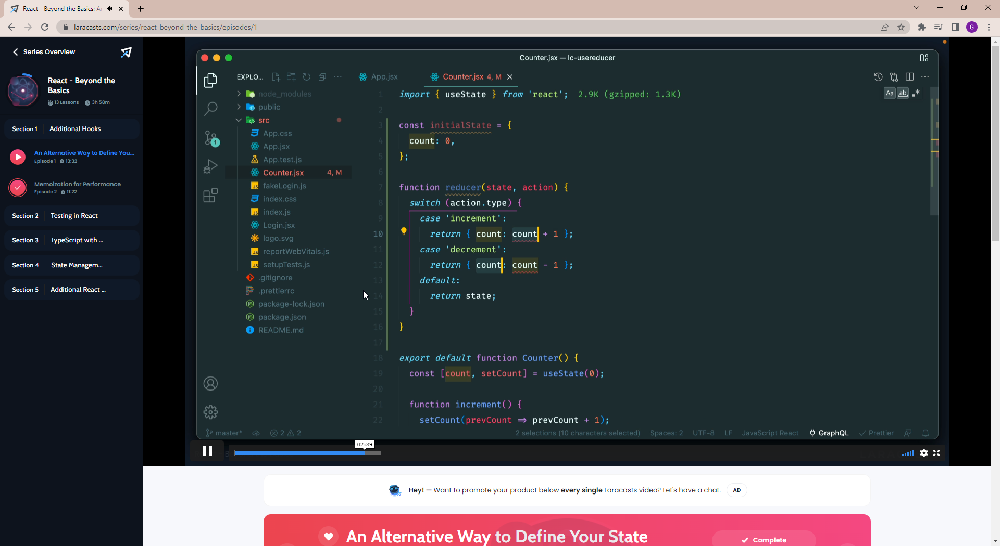 React - Beyond the Basics: A
laracasts.com/series/react-beyond-the-basics/episodes/1
G
Series Overview
React - Beyond the
Basics
13 Lessons 3h 58m
Section 1 Additional Hooks
An Alternative Way to Define You...
Episode 1 13:32
Memoization for Performance
Episode 2 11:22
Section 2 Testing in React
Section 3 TypeScript with ...
Section 4 State Managem...
Section 5 Additional React ...
Counter.jsx — lc-usereducer
EXPLO... App.jsx Counter.jsx 4, M
node_modules
public
src
App.css
App.jsx
App.test.js
Counter.jsx 4, M
fakeLogin.js
index.css
index.js
Login.jsx
logo.svg
reportWebVitals.js
setupTests.js
.gitignore
.prettierrc
package-lock.json
package.json
README.md
1
Aa ab .*
1 import { useState } from 'react'; 2.9K (gzipped: 1.3K)
2
3 const initialState = {
4 count: 0,
5 };
6
7 function reducer(state, action) {
8 switch (action.type) {
9 case 'increment':
10 return { count: count + 1 };
11 case 'decrement':
12 return { count: count - 1 };
13 default:
14 return state;
15 }
16 }
17
18 export default function Counter() {
19 const [count, setCount] = useState(0);
20
21 function increment() {
22 setCount(prevCount ⇒ prevCount + 1);
master* 2 2 2 selections (10 characters selected) Spaces: 2 UTF-8 LF JavaScript React GraphQL Prettier
02:39
Hey! — Want to promote your product below every single Laracasts video? Let's have a chat. AD
An Alternative Way to Define Your State
Complete